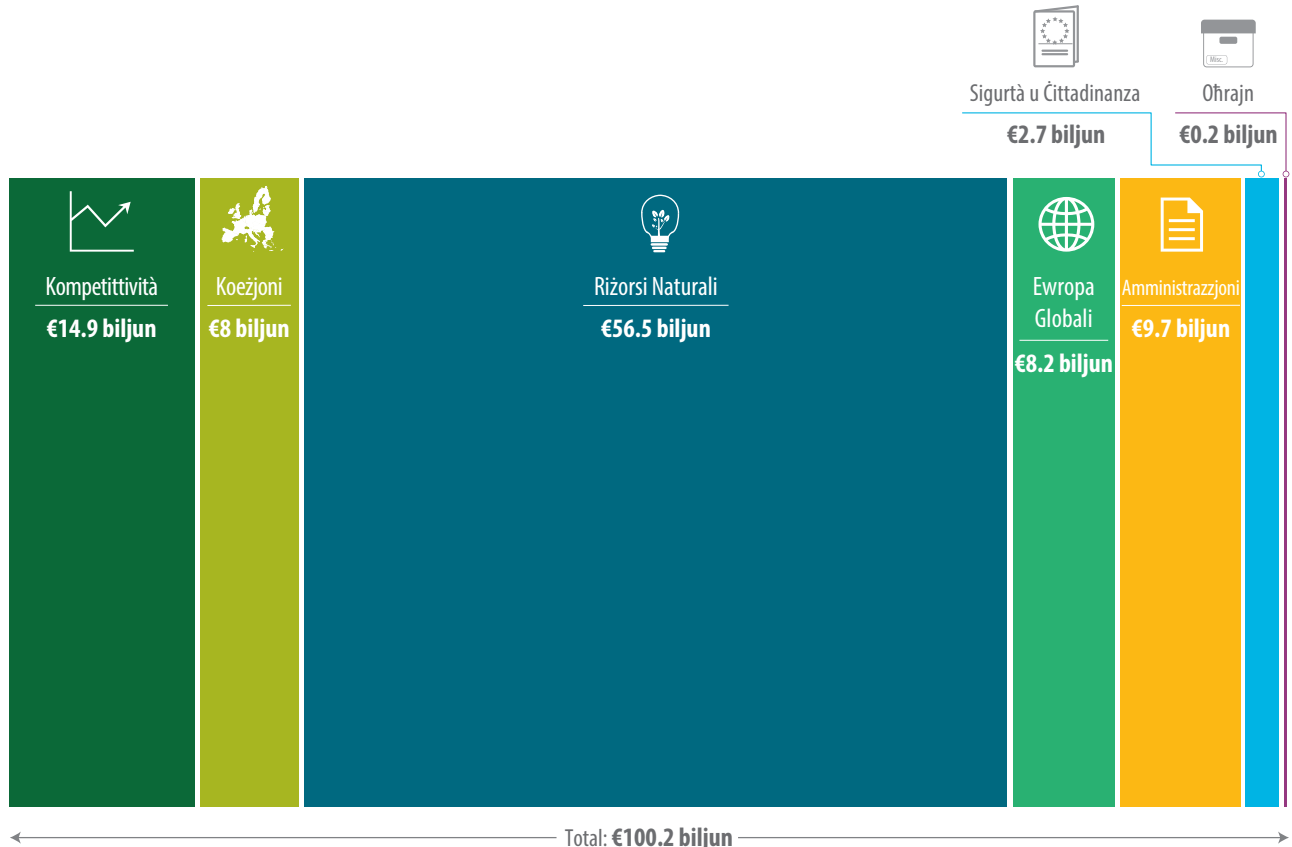 Misc.
Sigurtà u Ċittadinanza
€2.7 biljun
Oħrajn
€0.2 biljun
Kompetittività
€14.9 biljun
Koeżjoni
€8 biljun
Riżorsi Naturali
€56.5 biljun
Ewropa
Globali
€8.2 biljun
Amministrazzjoni
€9.7 biljun
Total: €100.2 biljun